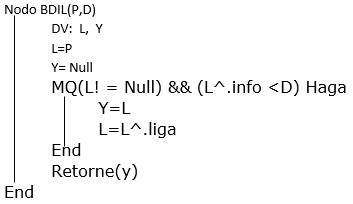 Nodo BDIL(P,D)
DV: L, Y
L=P
Y= Null
MQ(L! = Null) && (L^.info <D) Haga
Y=L
L=L^.liga
End
Retorne(y)
End